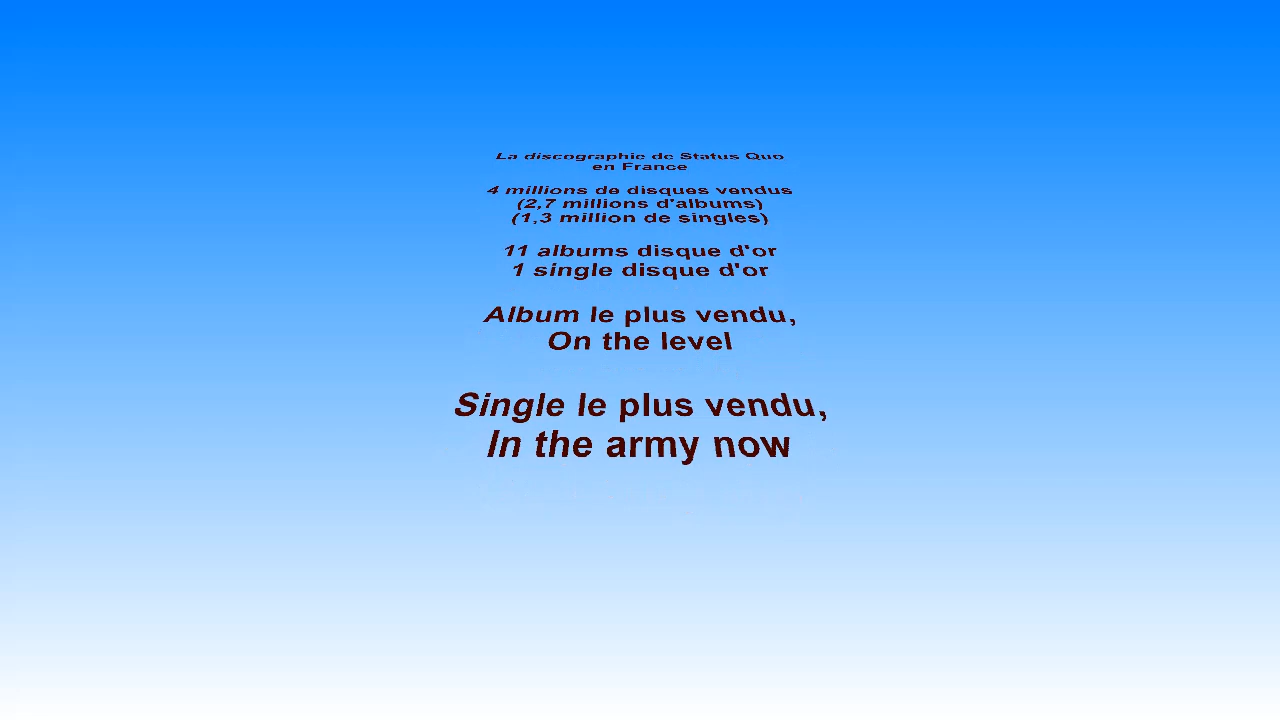 La discographie de Status Quo
en France
4 millions de disques vendus
(2,7 millions d'albums)
(1,3 million de singles)
11 albums disque d'or
1 single disque d'or
Album le plus vendu,
On the level
Single le plus vendu,
In the army now